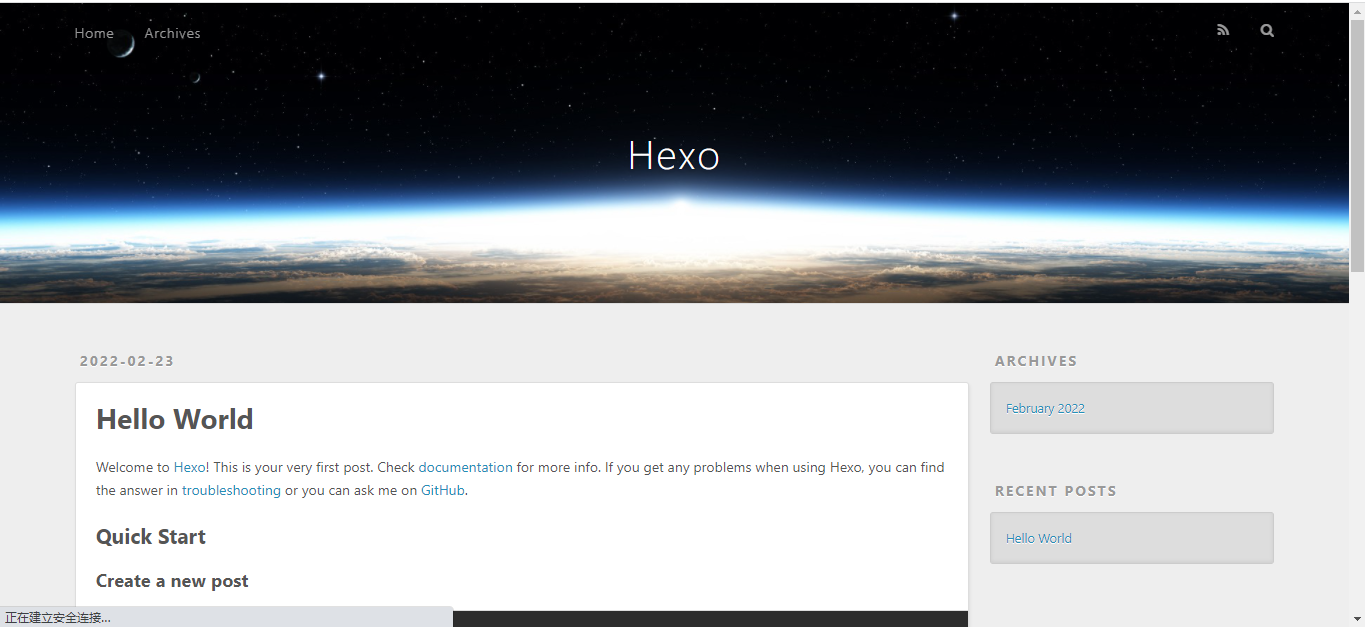 Home Archives
Hexo
2022-02-23
Hello World
Welcome to Hexo! This is your very first post. Check documentation for more info. If you get any problems when using Hexo, you can find
the answer in troubleshooting or you can ask me on GitHub.
Quick Start
Create a new post
ARCHIVES
February 2022
RECENT POSTS
Hello World
正在建立安全连接...